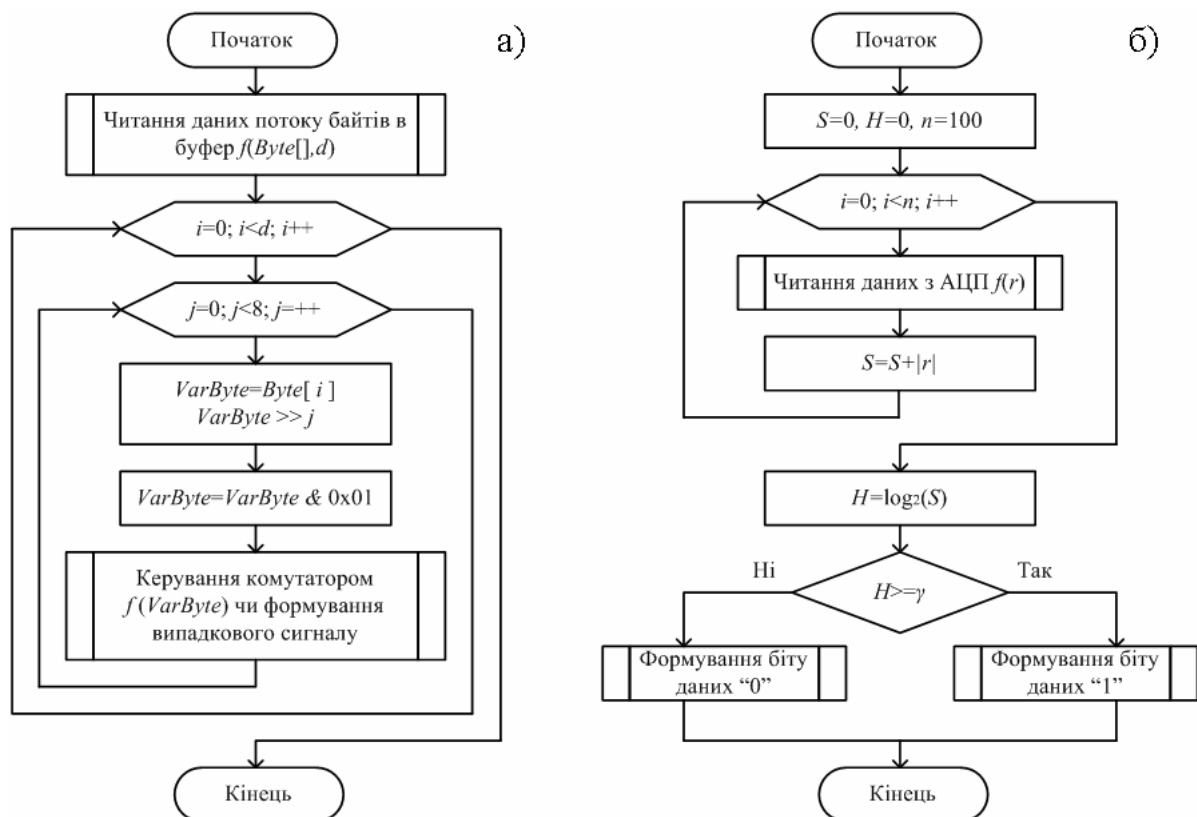 а)
Початок
Читання даних потоку байтів в
буфер f(Byte[],d)
i=0; i<d; i++
j=0; j<8; j=++
VarByte=Byte[ i ]
VarByte >> j
VarByte=VarByte & 0x01
Керування комутатором
f (VarByte) чи формування
випадкового сигналу
Кінець
б)
Початок
S=0, H=0, n=100
i=0; i<n; i++
Читання даних з АЦП f(r)
S=S+|r|
H=log₂(S)
H>=γ
Ні
Так
Формування біту
даних “0”
Формування біту
даних “1”
Кінець